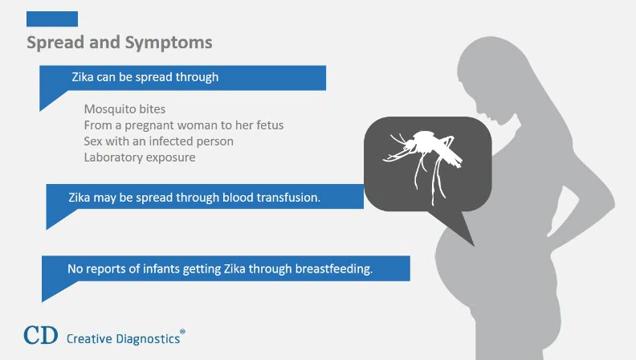 Spread and Symptoms
Zika can be spread through
Mosquito bites
From a pregnant woman to her fetus
Sex with an infected person
Laboratory exposure
Zika may be spread through blood transfusion.
No reports of infants getting Zika through breastfeeding.
CD Creative Diagnostics®